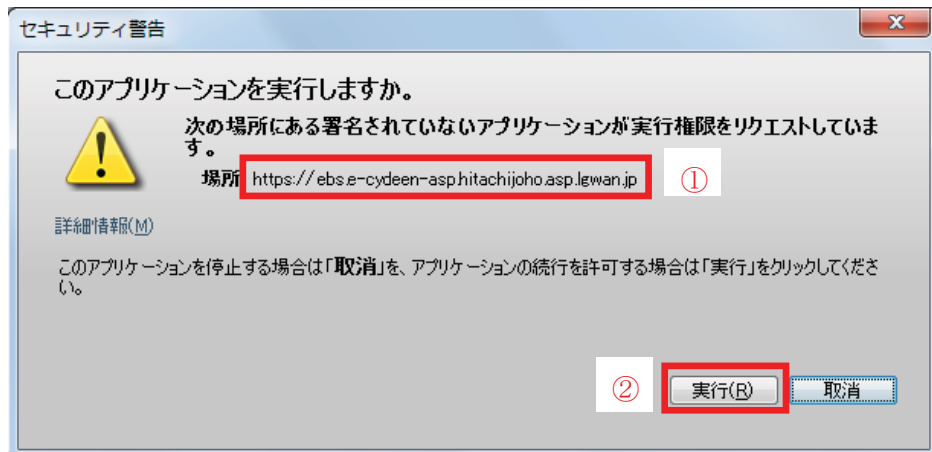 セキュリティ警告
このアプリケーションを実行しますか。
次の場所にある署名されていないアプリケーションが実行権限をリクエストしていま
す。
場所 https://ebs.e-cydeen-asp.hitachijoho.asp.lgwan.jp ①
詳細情報(M)
このアプリケーションを停止する場合は「取消」を、アプリケーションの続行を許可する場合は「実行」をクリックしてくださ
い。
② 実行(R) 取消